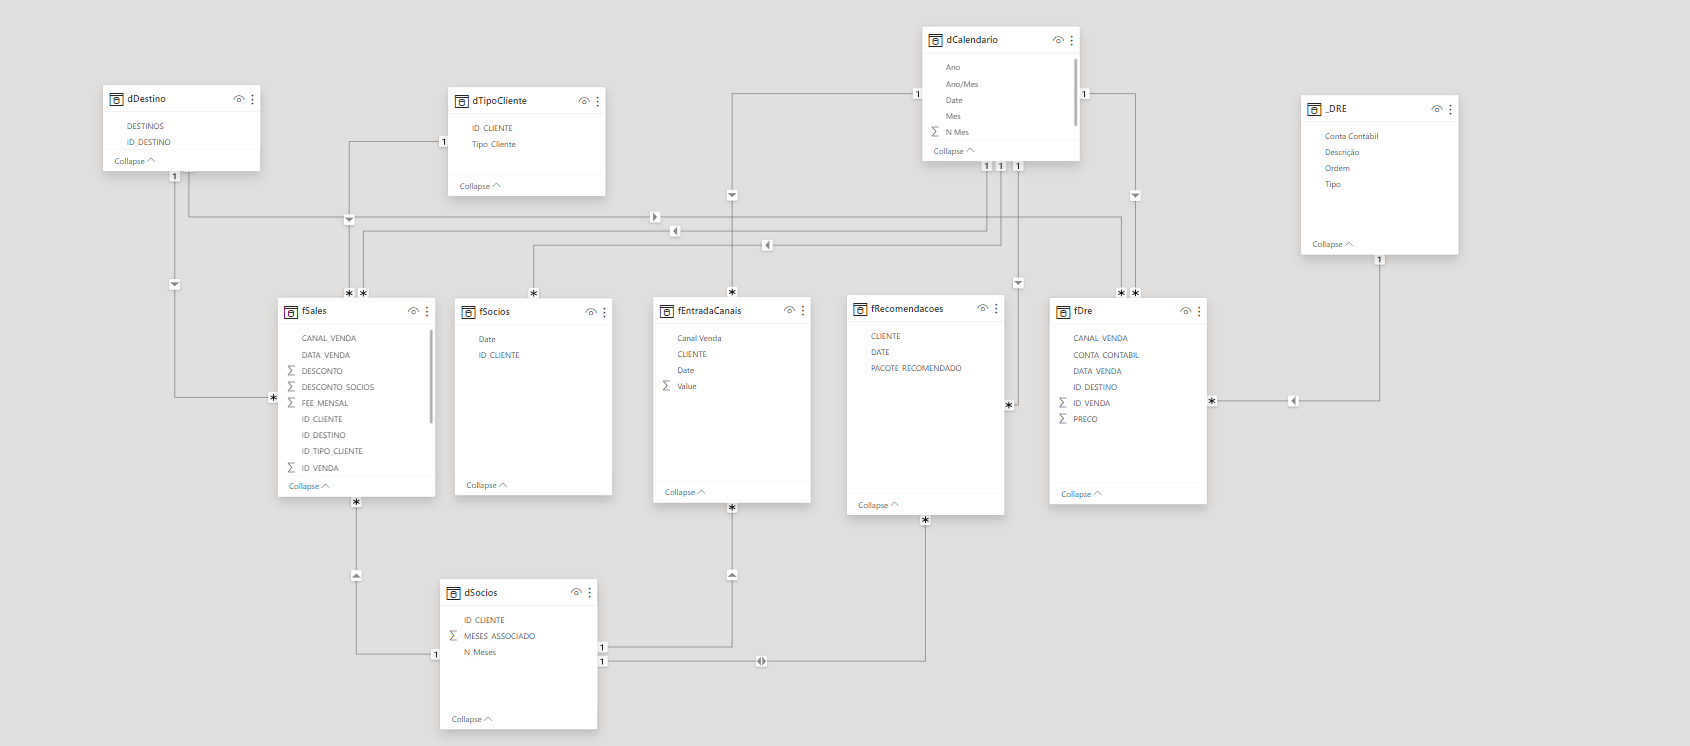 dDestino
DESTINOS
ID_DESTINO
Collapse
dTipoCliente
ID_CLIENTE
Tipo_Cliente
Collapse
dCalendario
Ano
Ano/Mes
Date
Mes
N Mes
Collapse
_DRE
Conta Contábil
Descrição
Ordem
Tipo
Collapse
1
1
1
1
1
1
1
1
*
*
*
*
*
*
fSales
CANAL_VENDA
DATA_VENDA
DESCONTO
DESCONTO_SOCIOS
FEE_MENSAL
ID_CLIENTE
ID_DESTINO
ID_TIPO_CLIENTE
ID_VENDA
Collapse
fSocios
Date
ID_CLIENTE
Collapse
fEntradaCanais
Canal Venda
CLIENTE
Date
Value
Collapse
fRecomendacoes
CLIENTE
DATE
PACOTE_RECOMENDADO
Collapse
fDre
CANAL_VENDA
CONTA_CONTABIL
DATA_VENDA
ID_DESTINO
ID_VENDA
PRECO
Collapse
*
*
*
*
*
*
dSocios
ID_CLIENTE
MESES_ASSOCIADO
N_Meses
Collapse
1
1
1